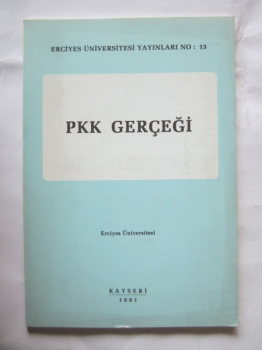 ERCİYES ÜNİVERSİTESİ YAYINLARI NO: 13
PKK GERÇEĞİ
Erciyes Üniversitesi
KAYSERİ
1991